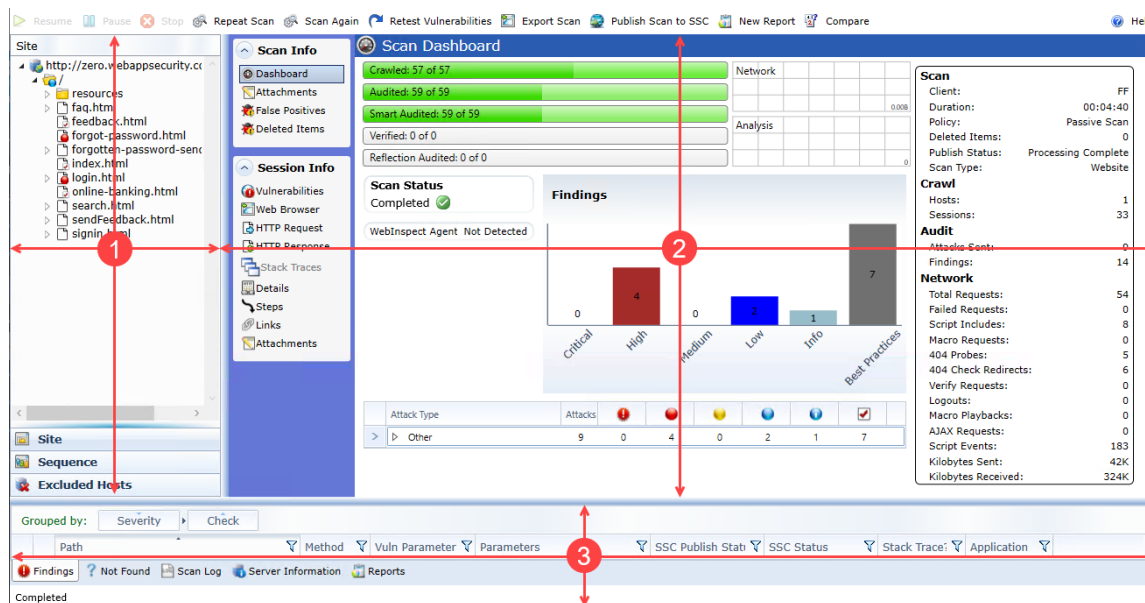 Resume Pause Stop Repeat Scan Scan Again Retest Vulnerabilities Export Scan Publish Scan to SSC New Report Compare Hel
Site
http://zero.webappsecurity.cc
/
resources
faq.html
feedback.html
forgot-password.html
forgotten-password-senc
index.html
login.html
online-banking.html
search.html
sendFeedback.html
signin.html
1
Site
Sequence
Excluded Hosts
Scan Info
Dashboard
Attachments
False Positives
Deleted Items
Session Info
Vulnerabilities
Web Browser
HTTP Request
HTTP Response
Stack Traces
Details
Steps
Links
Attachments
Scan Dashboard
Crawled: 57 of 57
Audited: 59 of 59
Smart Audited: 59 of 59
Verified: 0 of 0
Reflection Audited: 0 of 0
Network
0.00B
Analysis
0
Scan Status
Completed
WebInspect Agent Not Detected
Findings
2
0 4 0 2 1 7
Critical High Medium Low Info Best Practices
Attack Type Attacks
Other 9 0 4 0 2 1 7
Scan
Client: FF
Duration: 00:04:40
Policy: Passive Scan
Deleted Items: 0
Publish Status: Processing Complete
Scan Type: Website
Crawl
Hosts: 1
Sessions: 33
Audit
Attacks Sent: 0
Findings: 14
Network
Total Requests: 54
Failed Requests: 0
Script Includes: 8
Macro Requests: 0
404 Probes: 5
404 Check Redirects: 6
Verify Requests: 0
Logouts: 0
Macro Playbacks: 0
AJAX Requests: 0
Script Events: 183
Kilobytes Sent: 42K
Kilobytes Received: 324K
Grouped by: Severity Check
Path Method Vuln Parameter Parameters SSC Publish Stati SSC Status Stack Trace? Application
3
Findings Not Found Scan Log Server Information Reports
Completed